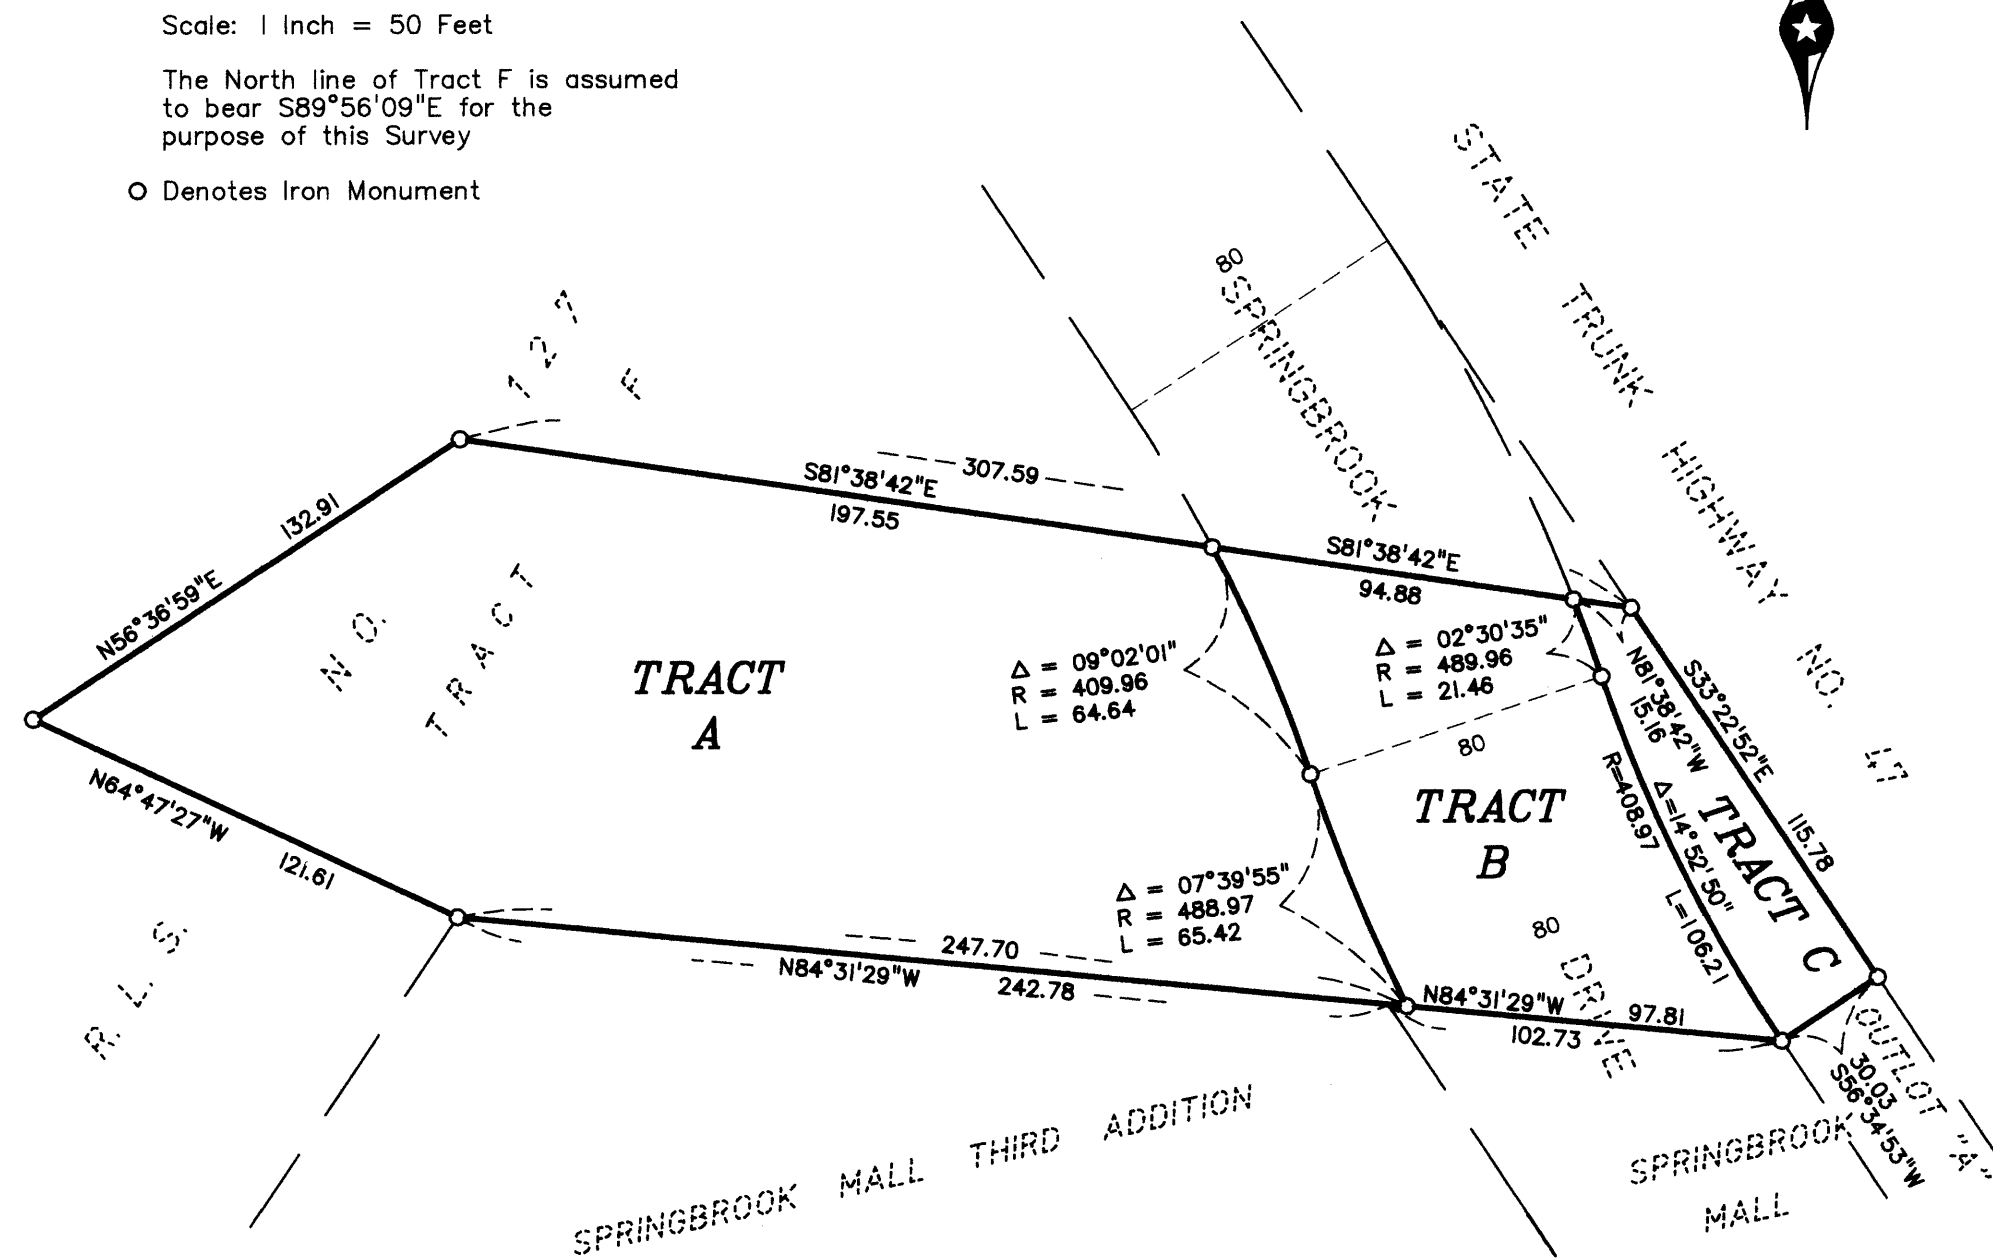 Scale: 1 Inch = 50 Feet
The North line of Tract F is assumed
to bear S89°56'09"E for the
purpose of this Survey
O Denotes Iron Monument
STATE TRUNK HIGHWAY NO. 47
80
SPRINGBROOK
127
F
307.59
S81°38'42"E
197.55
132.91
N56°36'59"E
S81°38'42"E
94.88
NO.
TRACT
TRACT
A
Δ = 09°02'01"
R = 409.96
L = 64.64
Δ = 02°30'35"
R = 489.96
L = 21.46
N81°38'42"W
15.16
S33°22'52"E
115.78
80
N64°47'27"W
121.61
TRACT
B
R=408.97
Δ=14°52'50"
L=106.21
TRACT C
Δ = 07°39'55"
R = 488.97
L = 65.42
80
DRIVE
R.L.S.
247.70
N84°31'29"W
242.78
N84°31'29"W
97.81
102.73
30.03
S56°34'53"W
OUTLOT "A"
SPRINGBROOK MALL THIRD ADDITION
SPRINGBROOK
MALL